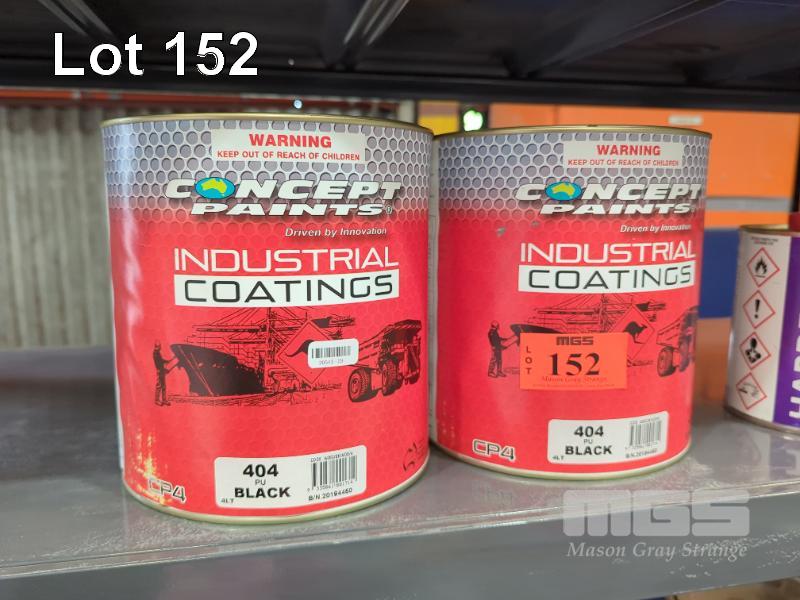 Lot 152
WARNING
KEEP OUT OF REACH OF CHILDREN
CONCEPT
PAINTS
Driven by Innovation
INDUSTRIAL
COATINGS
404
PU
BLACK
4LT
B/N.20194460
CP4
WARNING
KEEP OUT OF REACH OF CHILDREN
CONCEPT
PAINTS
Driven by Innovation
INDUSTRIAL
COATINGS
MGS
LOT
152
Mason Gray Strange
404
PU
BLACK
4LT
B/N.20194460
CP4
MGS
Mason Gray Strange